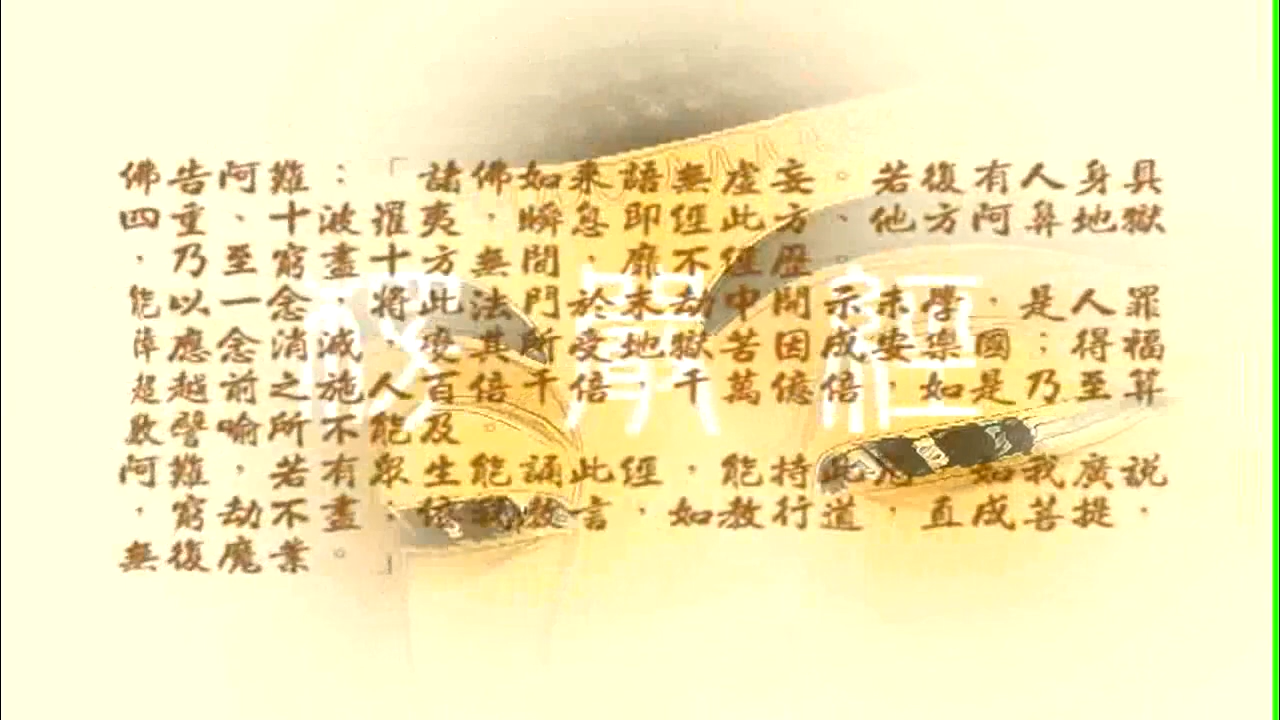 佛告阿難:「諸佛如來語無虛妄。若復有人身具
四重、十波羅夷,瞬息即經此方、他方阿鼻地獄
,乃至窮盡十方無間,靡不經歷。
能以一念,將此法門於末劫中開示未學,是人罪
障應念消滅,變其所受地獄苦因成安樂國;得福
超越前之施人百倍千倍,千萬億倍,如是乃至算
數譬喻所不能及。
阿難,若有眾生能誦此經,能持此咒,如我廣說
,窮劫不盡,依我教言,如教行道,直成菩提,
無復魔業。」
楞嚴經